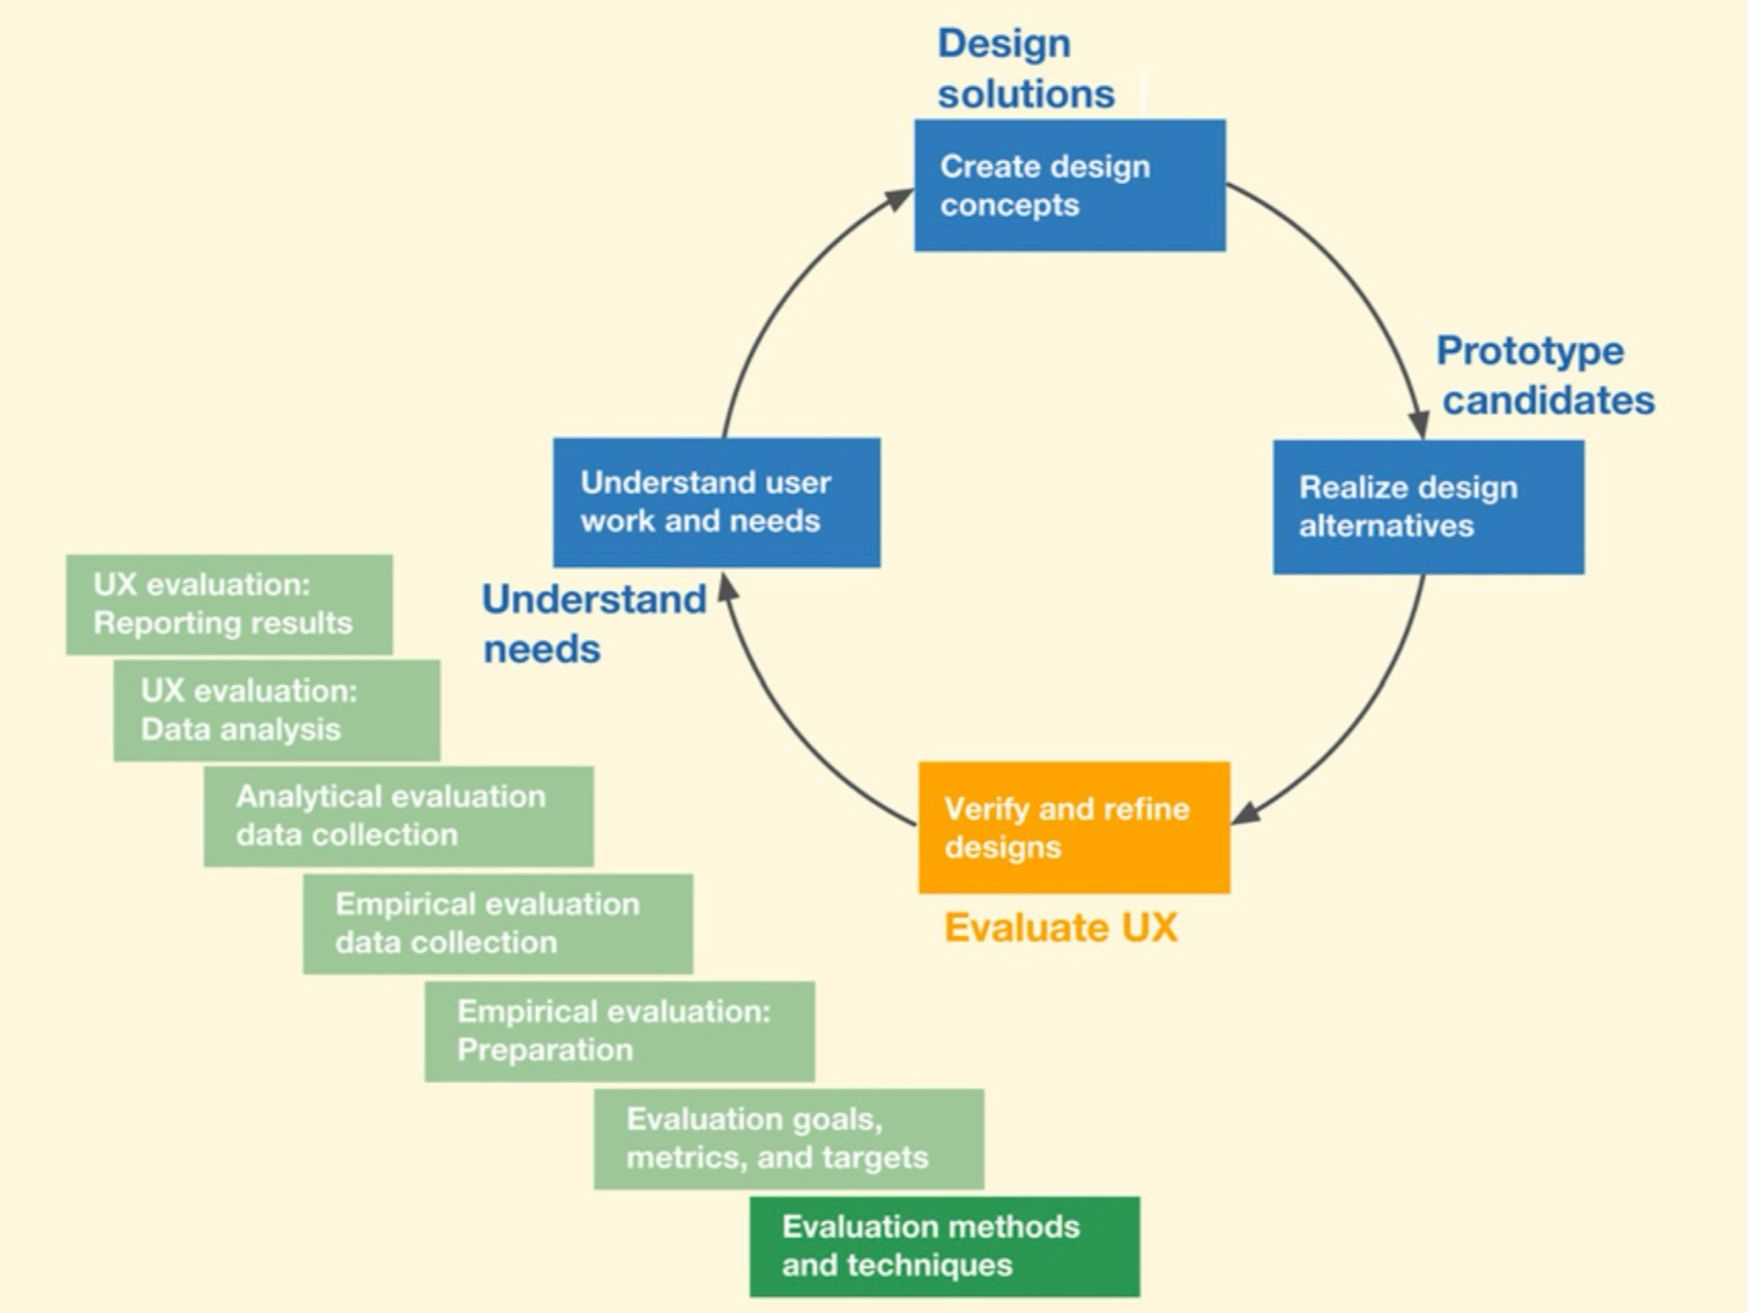 Design
solutions
Create design
concepts
Prototype
candidates
Realize design
alternatives
Understand user
work and needs
Understand
needs
Verify and refine
designs
Evaluate UX
UX evaluation:
Reporting results
UX evaluation:
Data analysis
Analytical evaluation
data collection
Empirical evaluation
data collection
Empirical evaluation:
Preparation
Evaluation goals,
metrics, and targets
Evaluation methods
and techniques